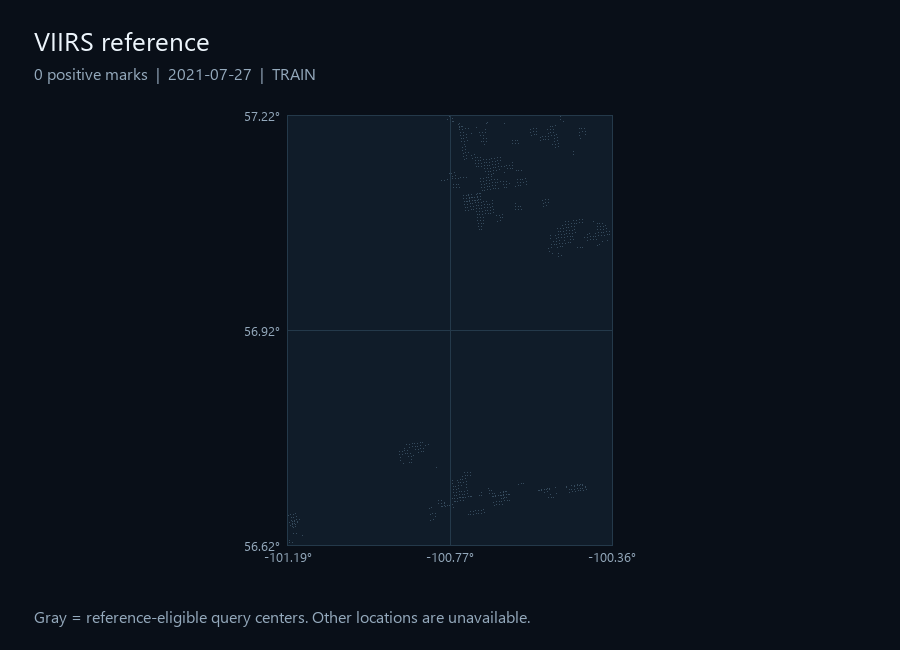 VIIRS reference
0 positive marks | 2021-07-27 | TRAIN
57.22°
56.92°
56.62°
-101.19°
-100.77°
-100.36°
Gray = reference-eligible query centers. Other locations are unavailable.